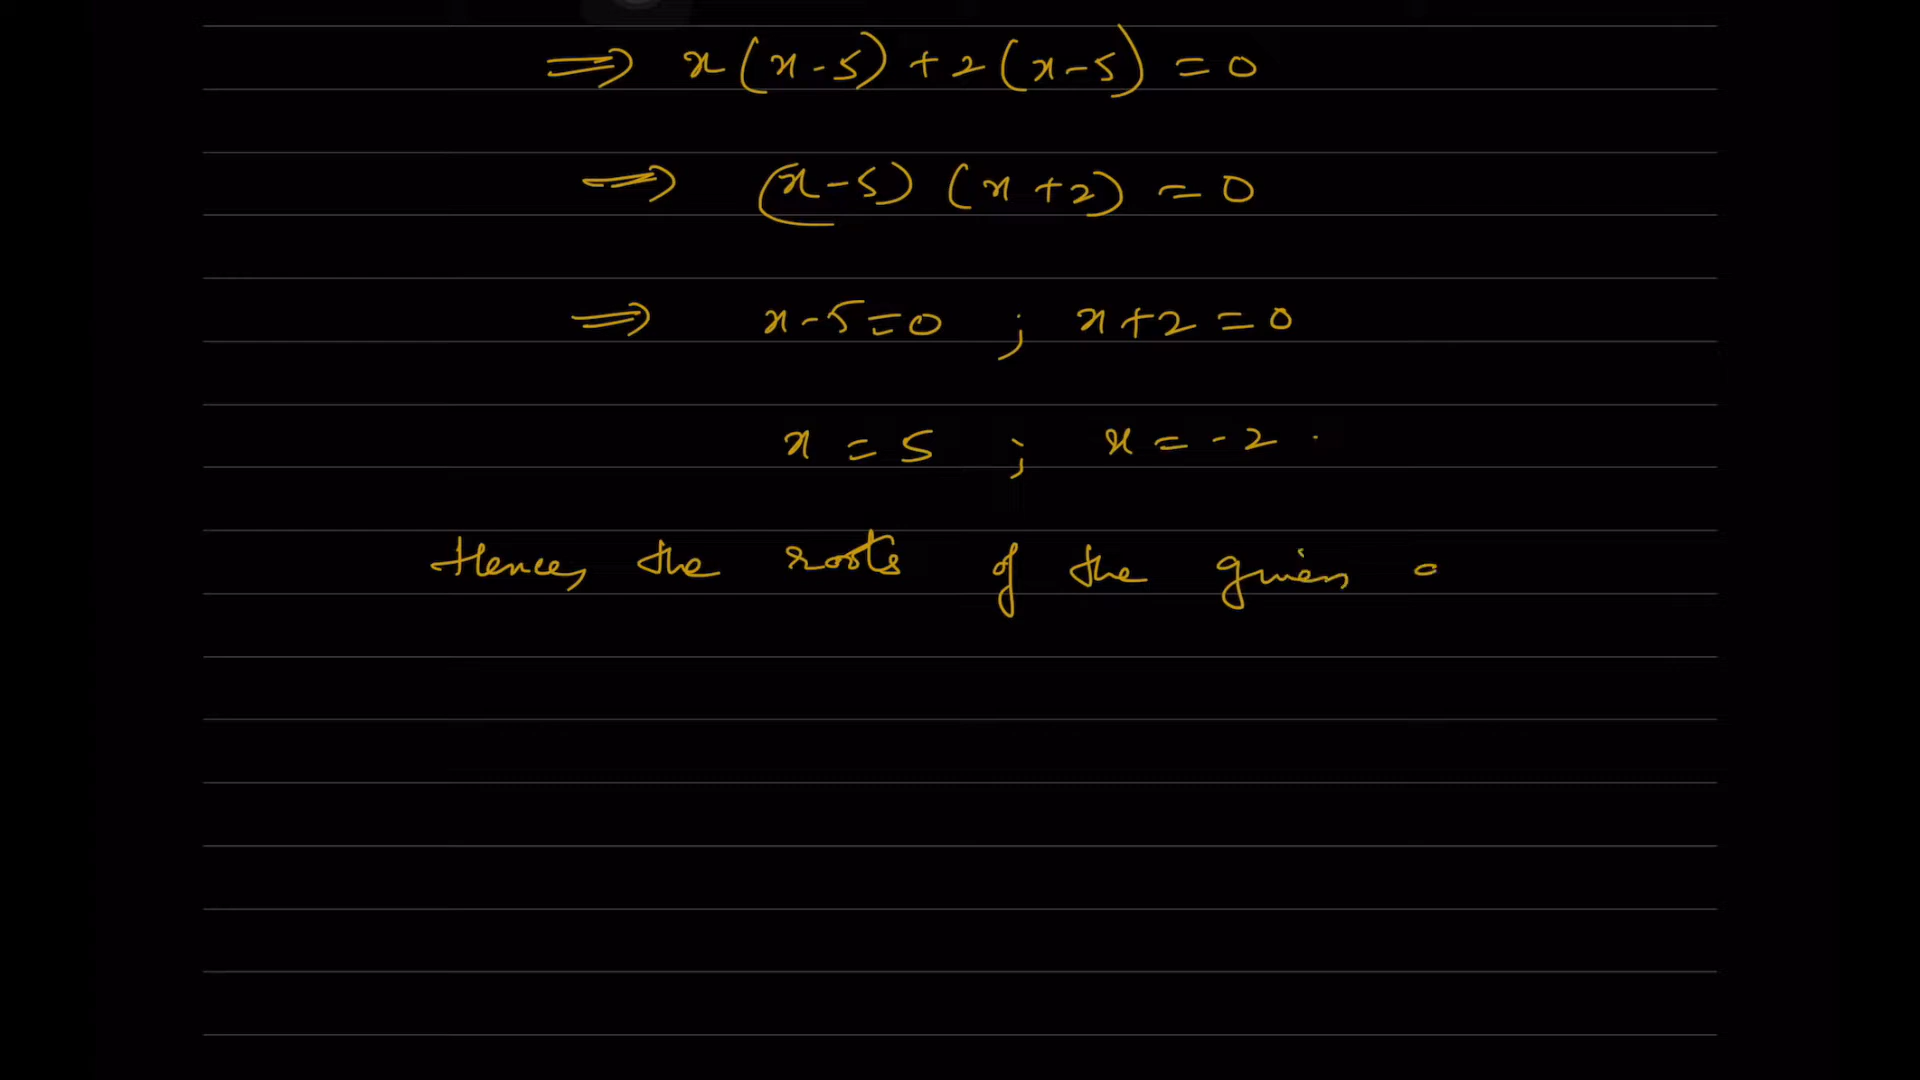 ⇒ x(x-5)+2(x-5) = 0
⇒ (x-5) (x+2) = 0
⇒ x-5=0 ; x+2=0
x = 5 ; x = -2 .
Hence, the roots of the given